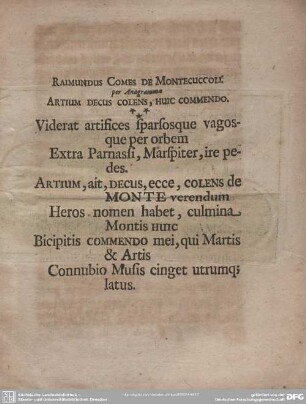 RAIMUNDUS COMES DE MONTECUCCOLI.
per Anagramma
ARTIUM DECUS COLENS, HUIC COMMENDO.
***
Viderat artifices sparsosque vagos-
que per orbem
Extra Parnassi, Marspiter, ire pe-
des.
ARTIUM, ait, DECUS, ecce, COLENS de
MONTE verendum
Heros nomen habet, culmina
Montis HUIC
Bicipitis COMMENDO mei, qui Martis
& Artis
Connubio Musis cinget utrumq;
latus.